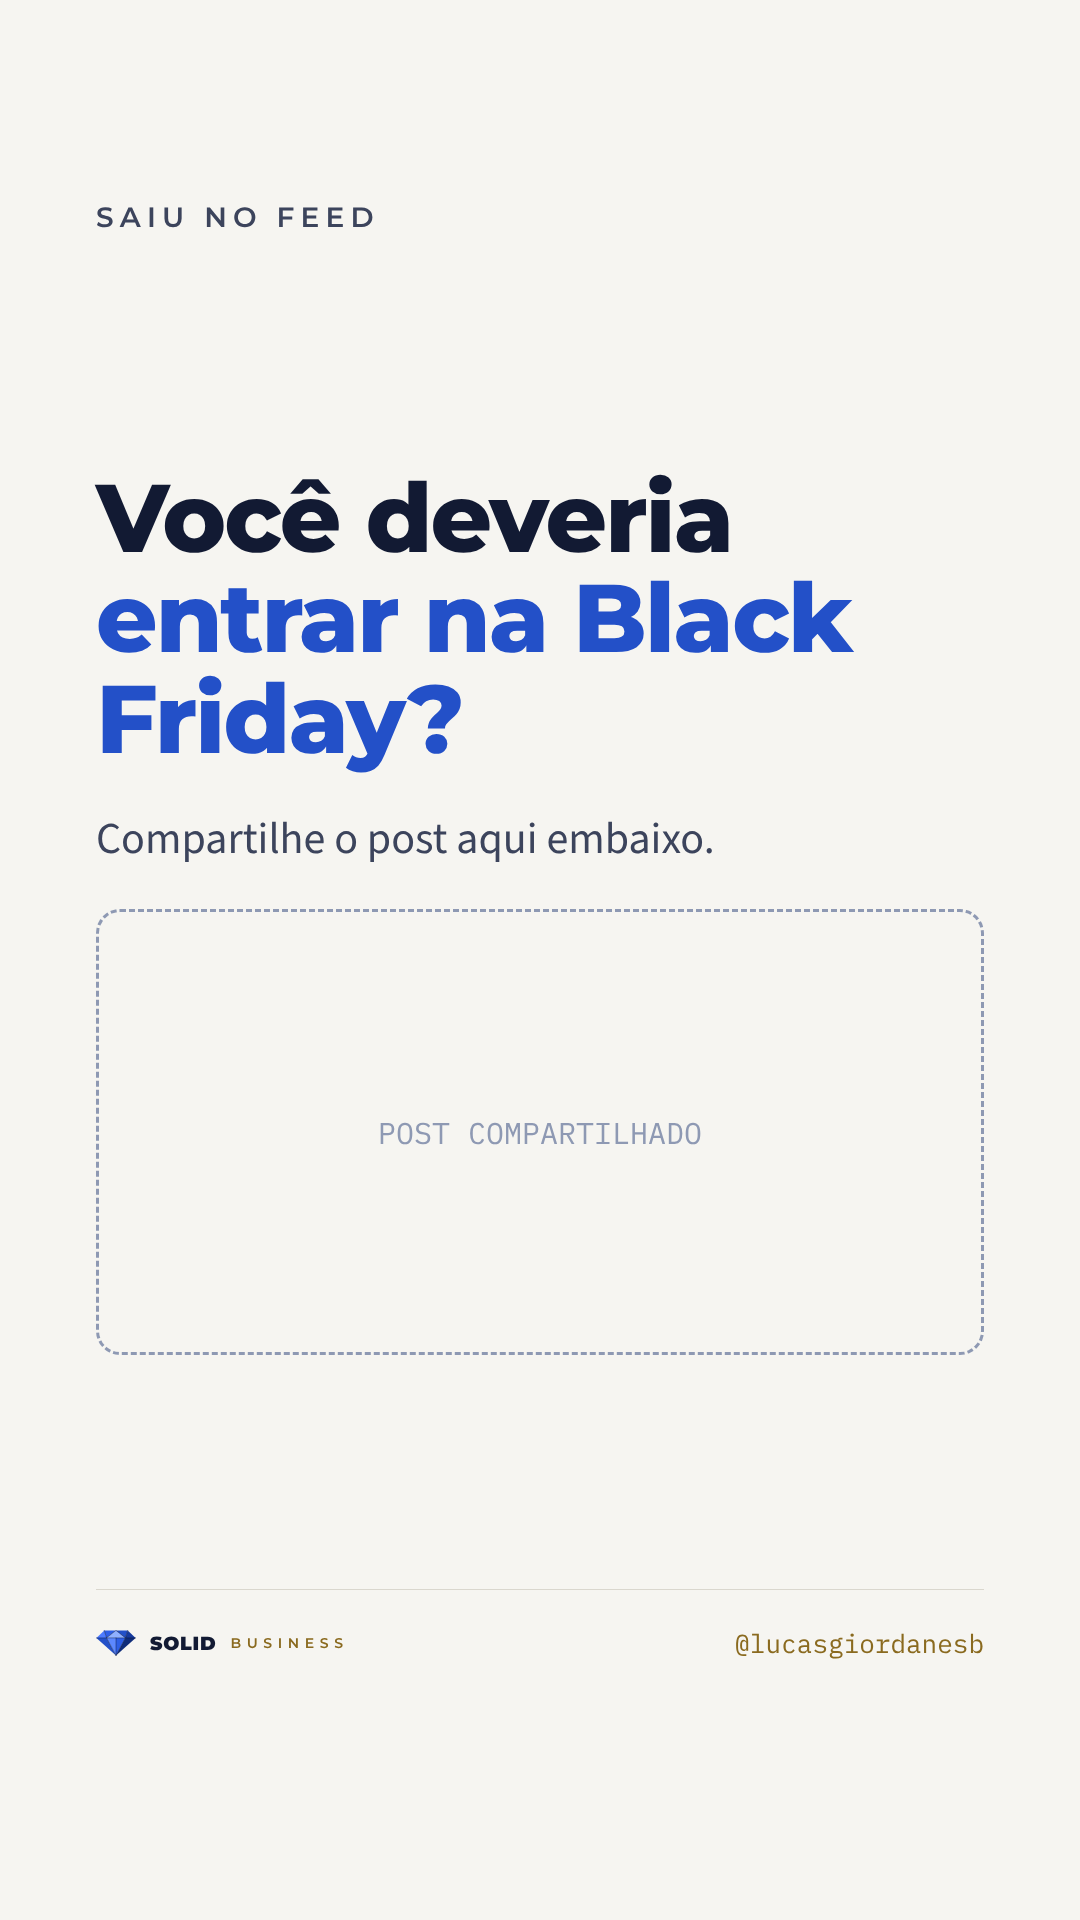 SAIU NO FEED
Você deveria
entrar na Black
Friday?
Compartilhe o post aqui embaixo.
POST COMPARTILHADO
SOLID BUSINESS
@lucasgiordanesb